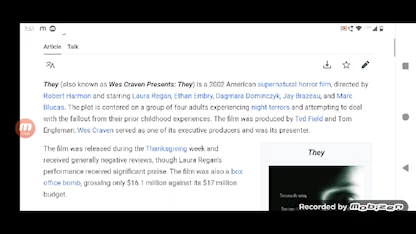 3:51
Article Talk
They (also known as Wes Craven Presents: They) is a 2002 American supernatural horror film, directed by
Robert Harmon and starring Laura Regan, Ethan Embry, Dagmara Dominczyk, Jay Brazeau, and Marc
Blucas. The plot is centered on a group of four adults experiencing night terrors and attempting to deal
with the fallout from their prior childhood experiences. The film was produced by Ted Field and Tom
Engleman, Wes Craven served as one of its executive producers and was its presenter.
The film was released during the Thanksgiving week and
received generally negative reviews, though Laura Regan's
performance received significant praise. The film was also a box
office bomb, grossing only $16.1 million against its $17 million
budget.
They
Recorded by Mobizen